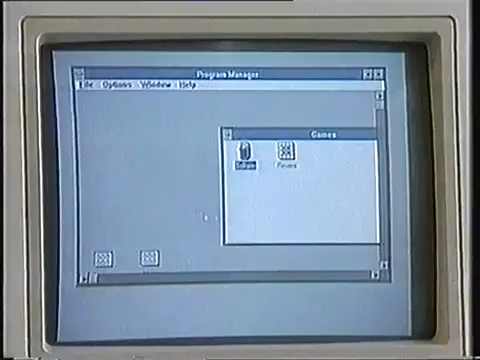 Program Manager
File Options Window Help
Games
Solitaire Reversi